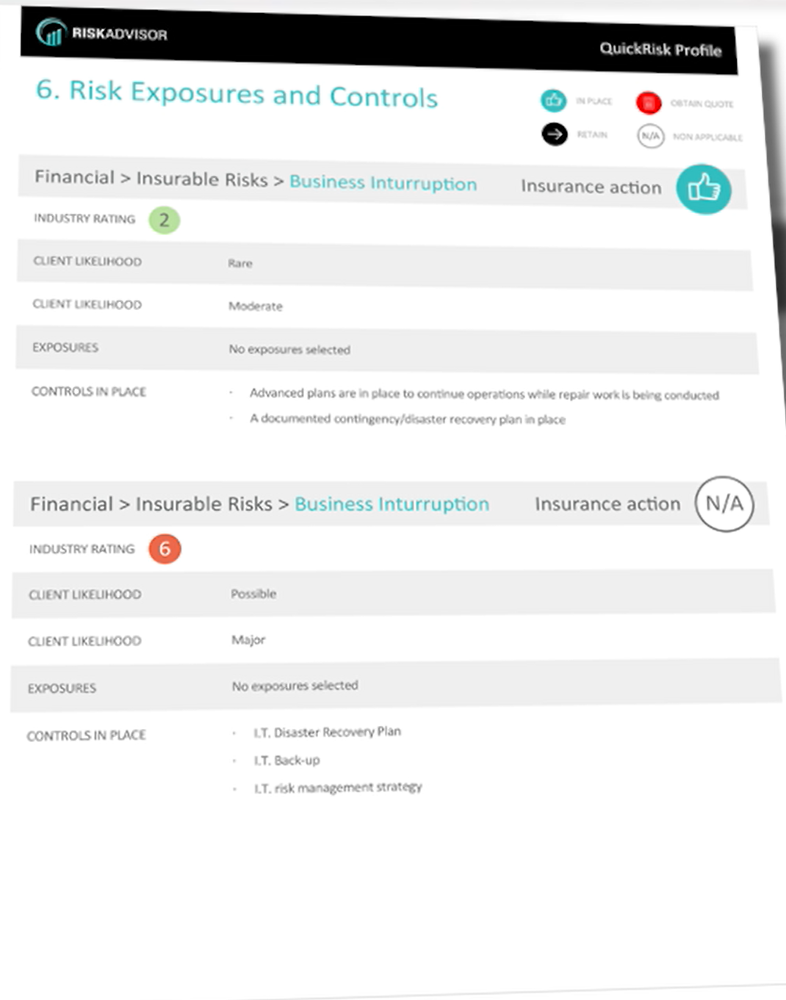 RISKADVISOR
QuickRisk Profile
6. Risk Exposures and Controls
IN PLACE
OBTAIN QUOTE
RETAIN
N/A NON APPLICABLE
Financial > Insurable Risks > Business Inturruption Insurance action
INDUSTRY RATING 2
CLIENT LIKELIHOOD Rare
CLIENT LIKELIHOOD Moderate
EXPOSURES No exposures selected
CONTROLS IN PLACE - Advanced plans are in place to continue operations while repair work is being conducted
- A documented contingency/disaster recovery plan in place
Financial > Insurable Risks > Business Inturruption Insurance action N/A
INDUSTRY RATING 6
CLIENT LIKELIHOOD Possible
CLIENT LIKELIHOOD Major
EXPOSURES No exposures selected
CONTROLS IN PLACE - I.T. Disaster Recovery Plan
- I.T. Back-up
- I.T. risk management strategy